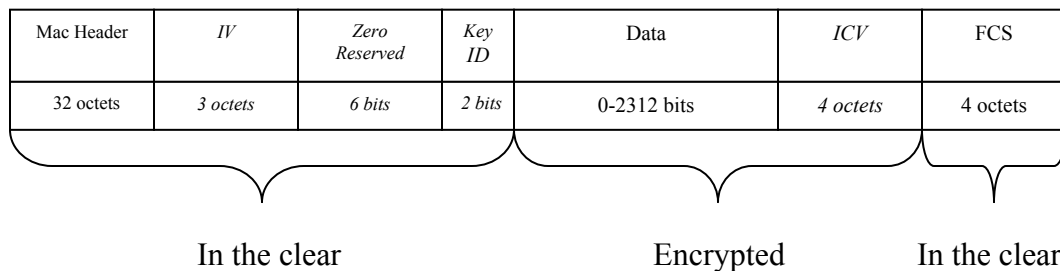 Mac Header IV Zero Reserved Key ID Data ICV FCS
32 octets 3 octets 6 bits 2 bits 0-2312 bits 4 octets 4 octets
In the clear Encrypted In the clear